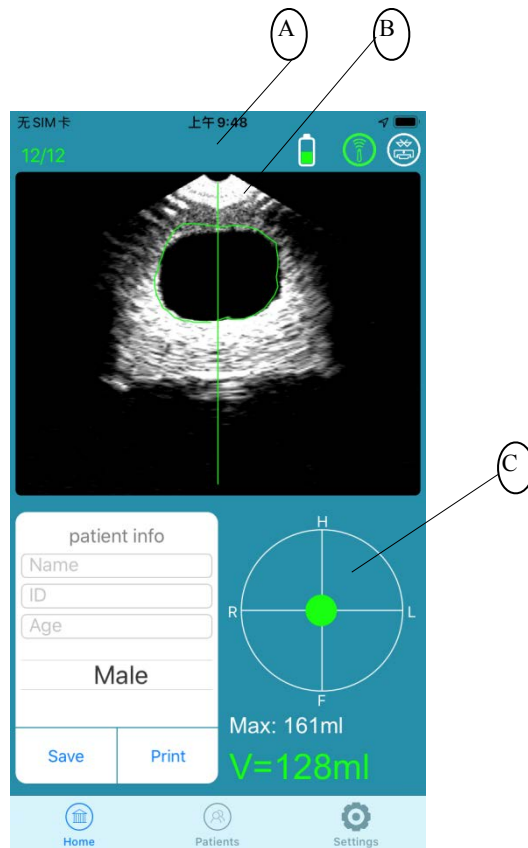 A
B
无SIM卡
上午9:48
12/12
C
patient info
Name
ID
Age
Male
Save
Print
H
R
L
F
Max: 161ml
V=128ml
Home
Patients
Settings